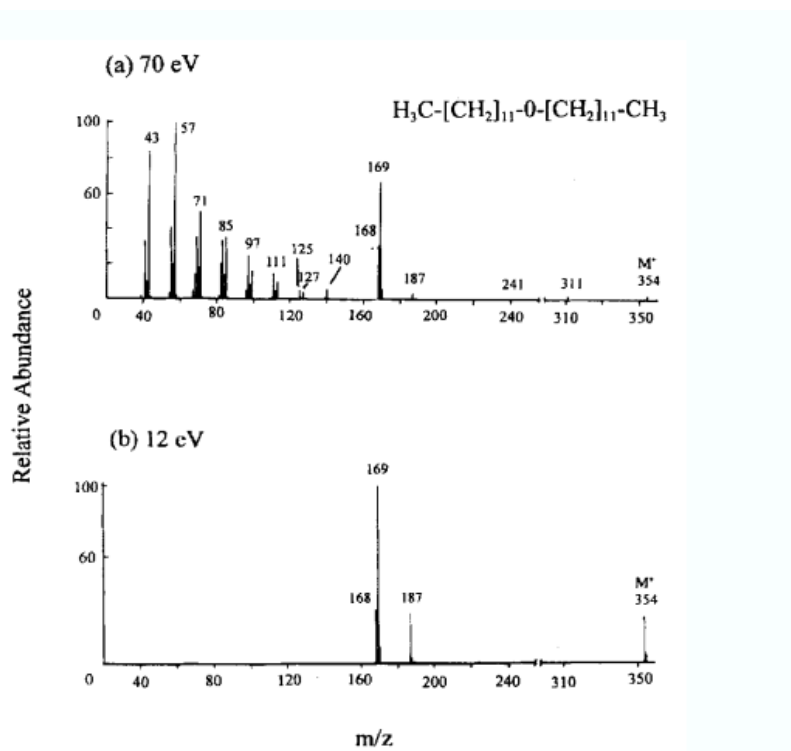 (a) 70 eV
H₃C-[CH₂]₁₁-0-[CH₂]₁₁-CH₃
100
43
57
169
60
71
168
85
97
125
111
127
140
187
241
311
M⁺
354
0 40 80 120 160 200 240 310 350
Relative Abundance
(b) 12 eV
169
100
60
168
187
M⁺
354
0 40 80 120 160 200 240 310 350
m/z